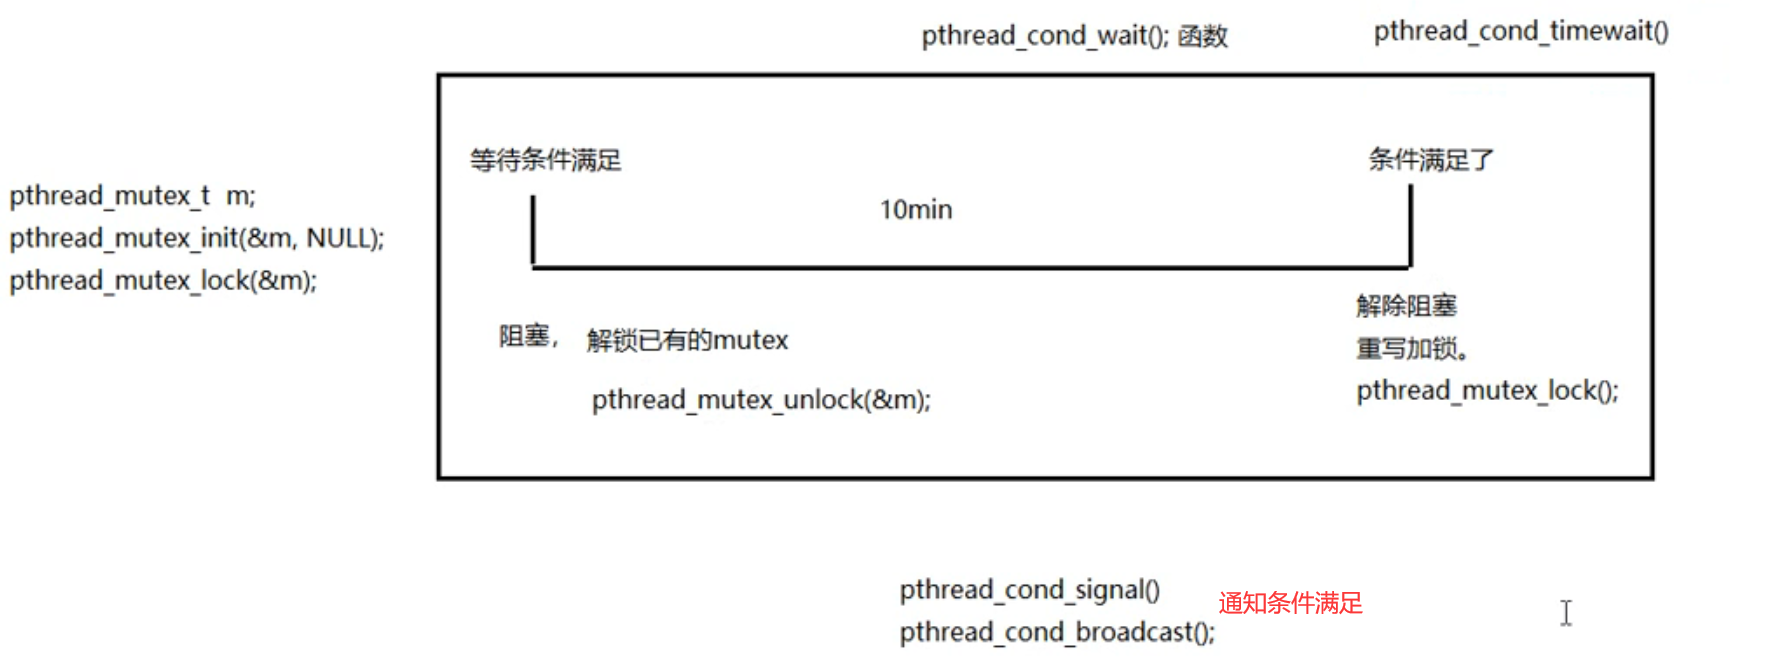 pthread_cond_wait(); 函数
pthread_cond_timewait()
等待条件满足
条件满足了
10min
pthread_mutex_t  m;
pthread_mutex_init(&m, NULL);
pthread_mutex_lock(&m);
阻塞，
解锁已有的mutex
pthread_mutex_unlock(&m);
解除阻塞
重写加锁。
pthread_mutex_lock();
pthread_cond_signal()
通知条件满足
pthread_cond_broadcast();